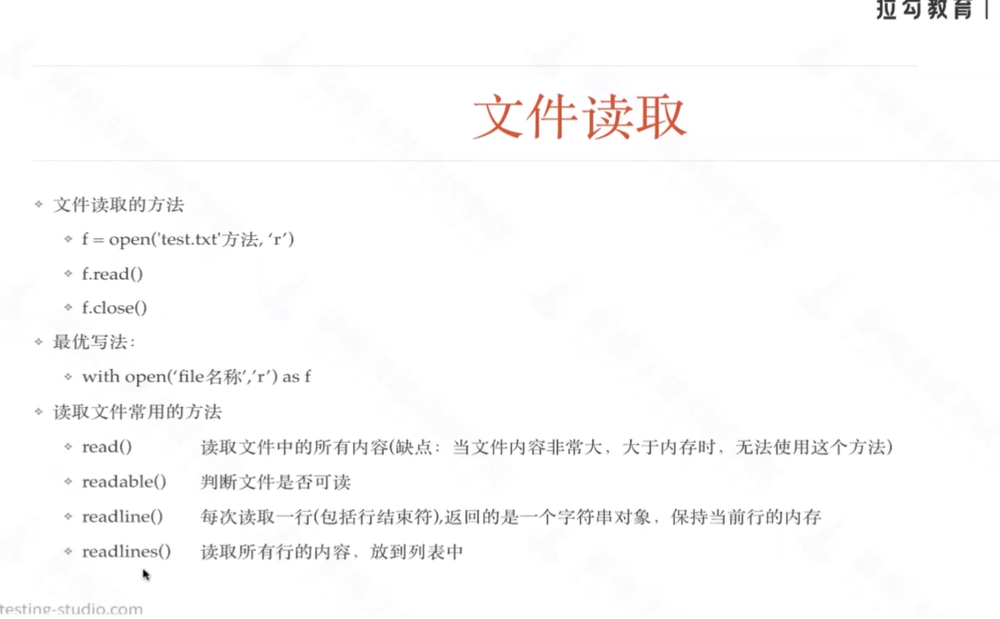 拉勾教育
文件读取
文件读取的方法
f = open('test.txt'方法, ‘r’)
f.read()
f.close()
最优写法：
with open(‘file名称’,’r’) as f
读取文件常用的方法
read() 读取文件中的所有内容(缺点：当文件内容非常大，大于内存时，无法使用这个方法)
readable() 判断文件是否可读
readline() 每次读取一行(包括行结束符),返回的是一个字符串对象，保持当前行的内存
readlines() 读取所有行的内容，放到列表中
testing-studio.com